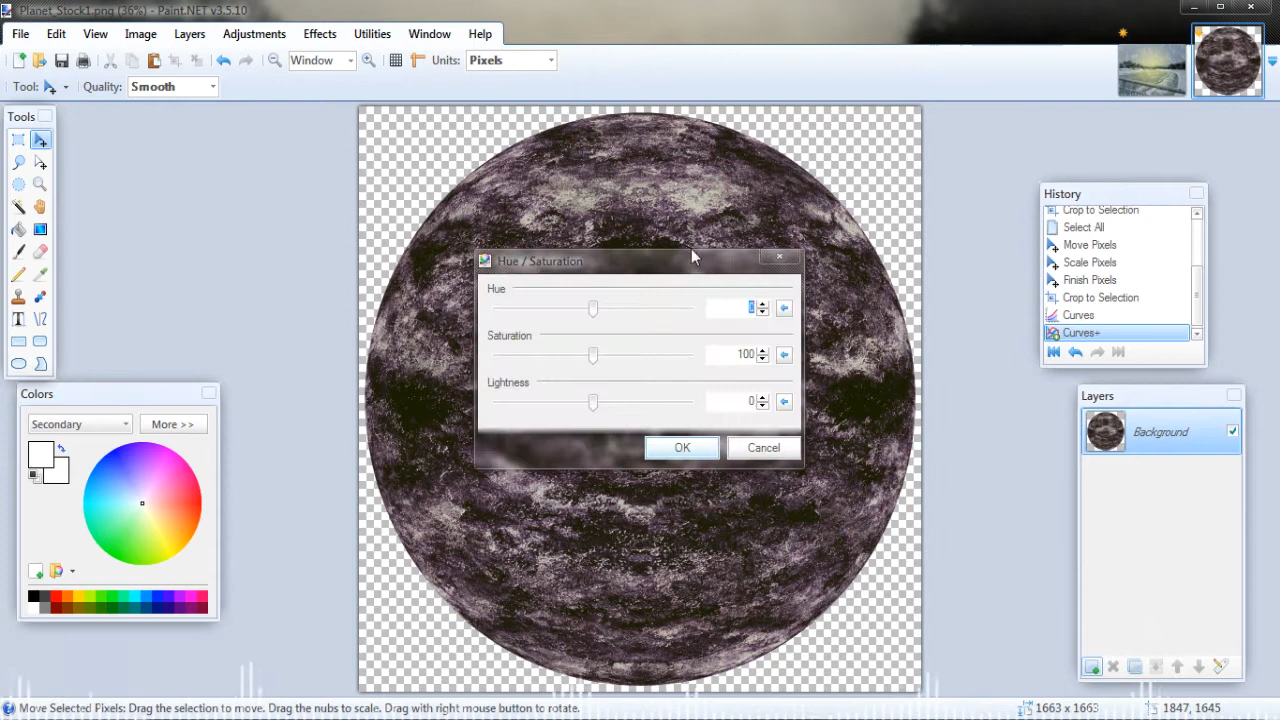 Planet_Stock1.png (36%) - Paint.NET v3.5.10
File Edit View Image Layers Adjustments Effects Utilities Window Help
Window Units: Pixels
Tool: Quality: Smooth
Tools
Hue / Saturation
Hue
0
Saturation
100
Lightness
0
OK Cancel
History
Crop to Selection
Select All
Move Pixels
Scale Pixels
Finish Pixels
Crop to Selection
Curves
Curves+
Colors
Secondary More >>
Layers
Background
Move Selected Pixels: Drag the selection to move. Drag the nubs to scale. Drag with right mouse button to rotate. 1663 x 1663 1847, 1645